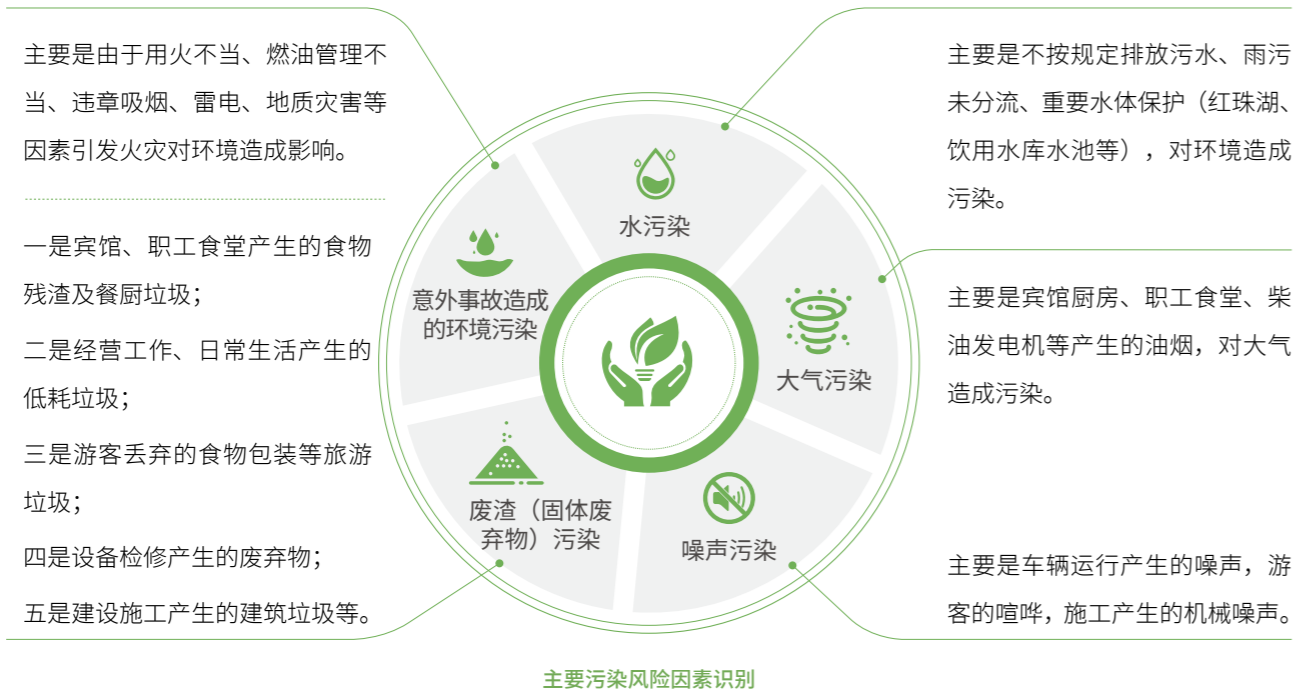 主要是由于用火不当、燃油管理不
当、违章吸烟、雷电、地质灾害等
因素引发火灾对环境造成影响。
一是宾馆、职工食堂产生的食物
残渣及餐厨垃圾；
二是经营工作、日常生活产生的
低耗垃圾；
三是游客丢弃的食物包装等旅游
垃圾；
四是设备检修产生的废弃物；
五是建设施工产生的建筑垃圾等。
水污染
意外事故造成
的环境污染
大气污染
废渣（固体废
弃物）污染
噪声污染
主要是不按规定排放污水、雨污
未分流、重要水体保护（红珠湖、
饮用水库水池等），对环境造成
污染。
主要是宾馆厨房、职工食堂、柴
油发电机等产生的油烟，对大气
造成污染。
主要是车辆运行产生的噪声，游
客的喧哗，施工产生的机械噪声。
主要污染风险因素识别